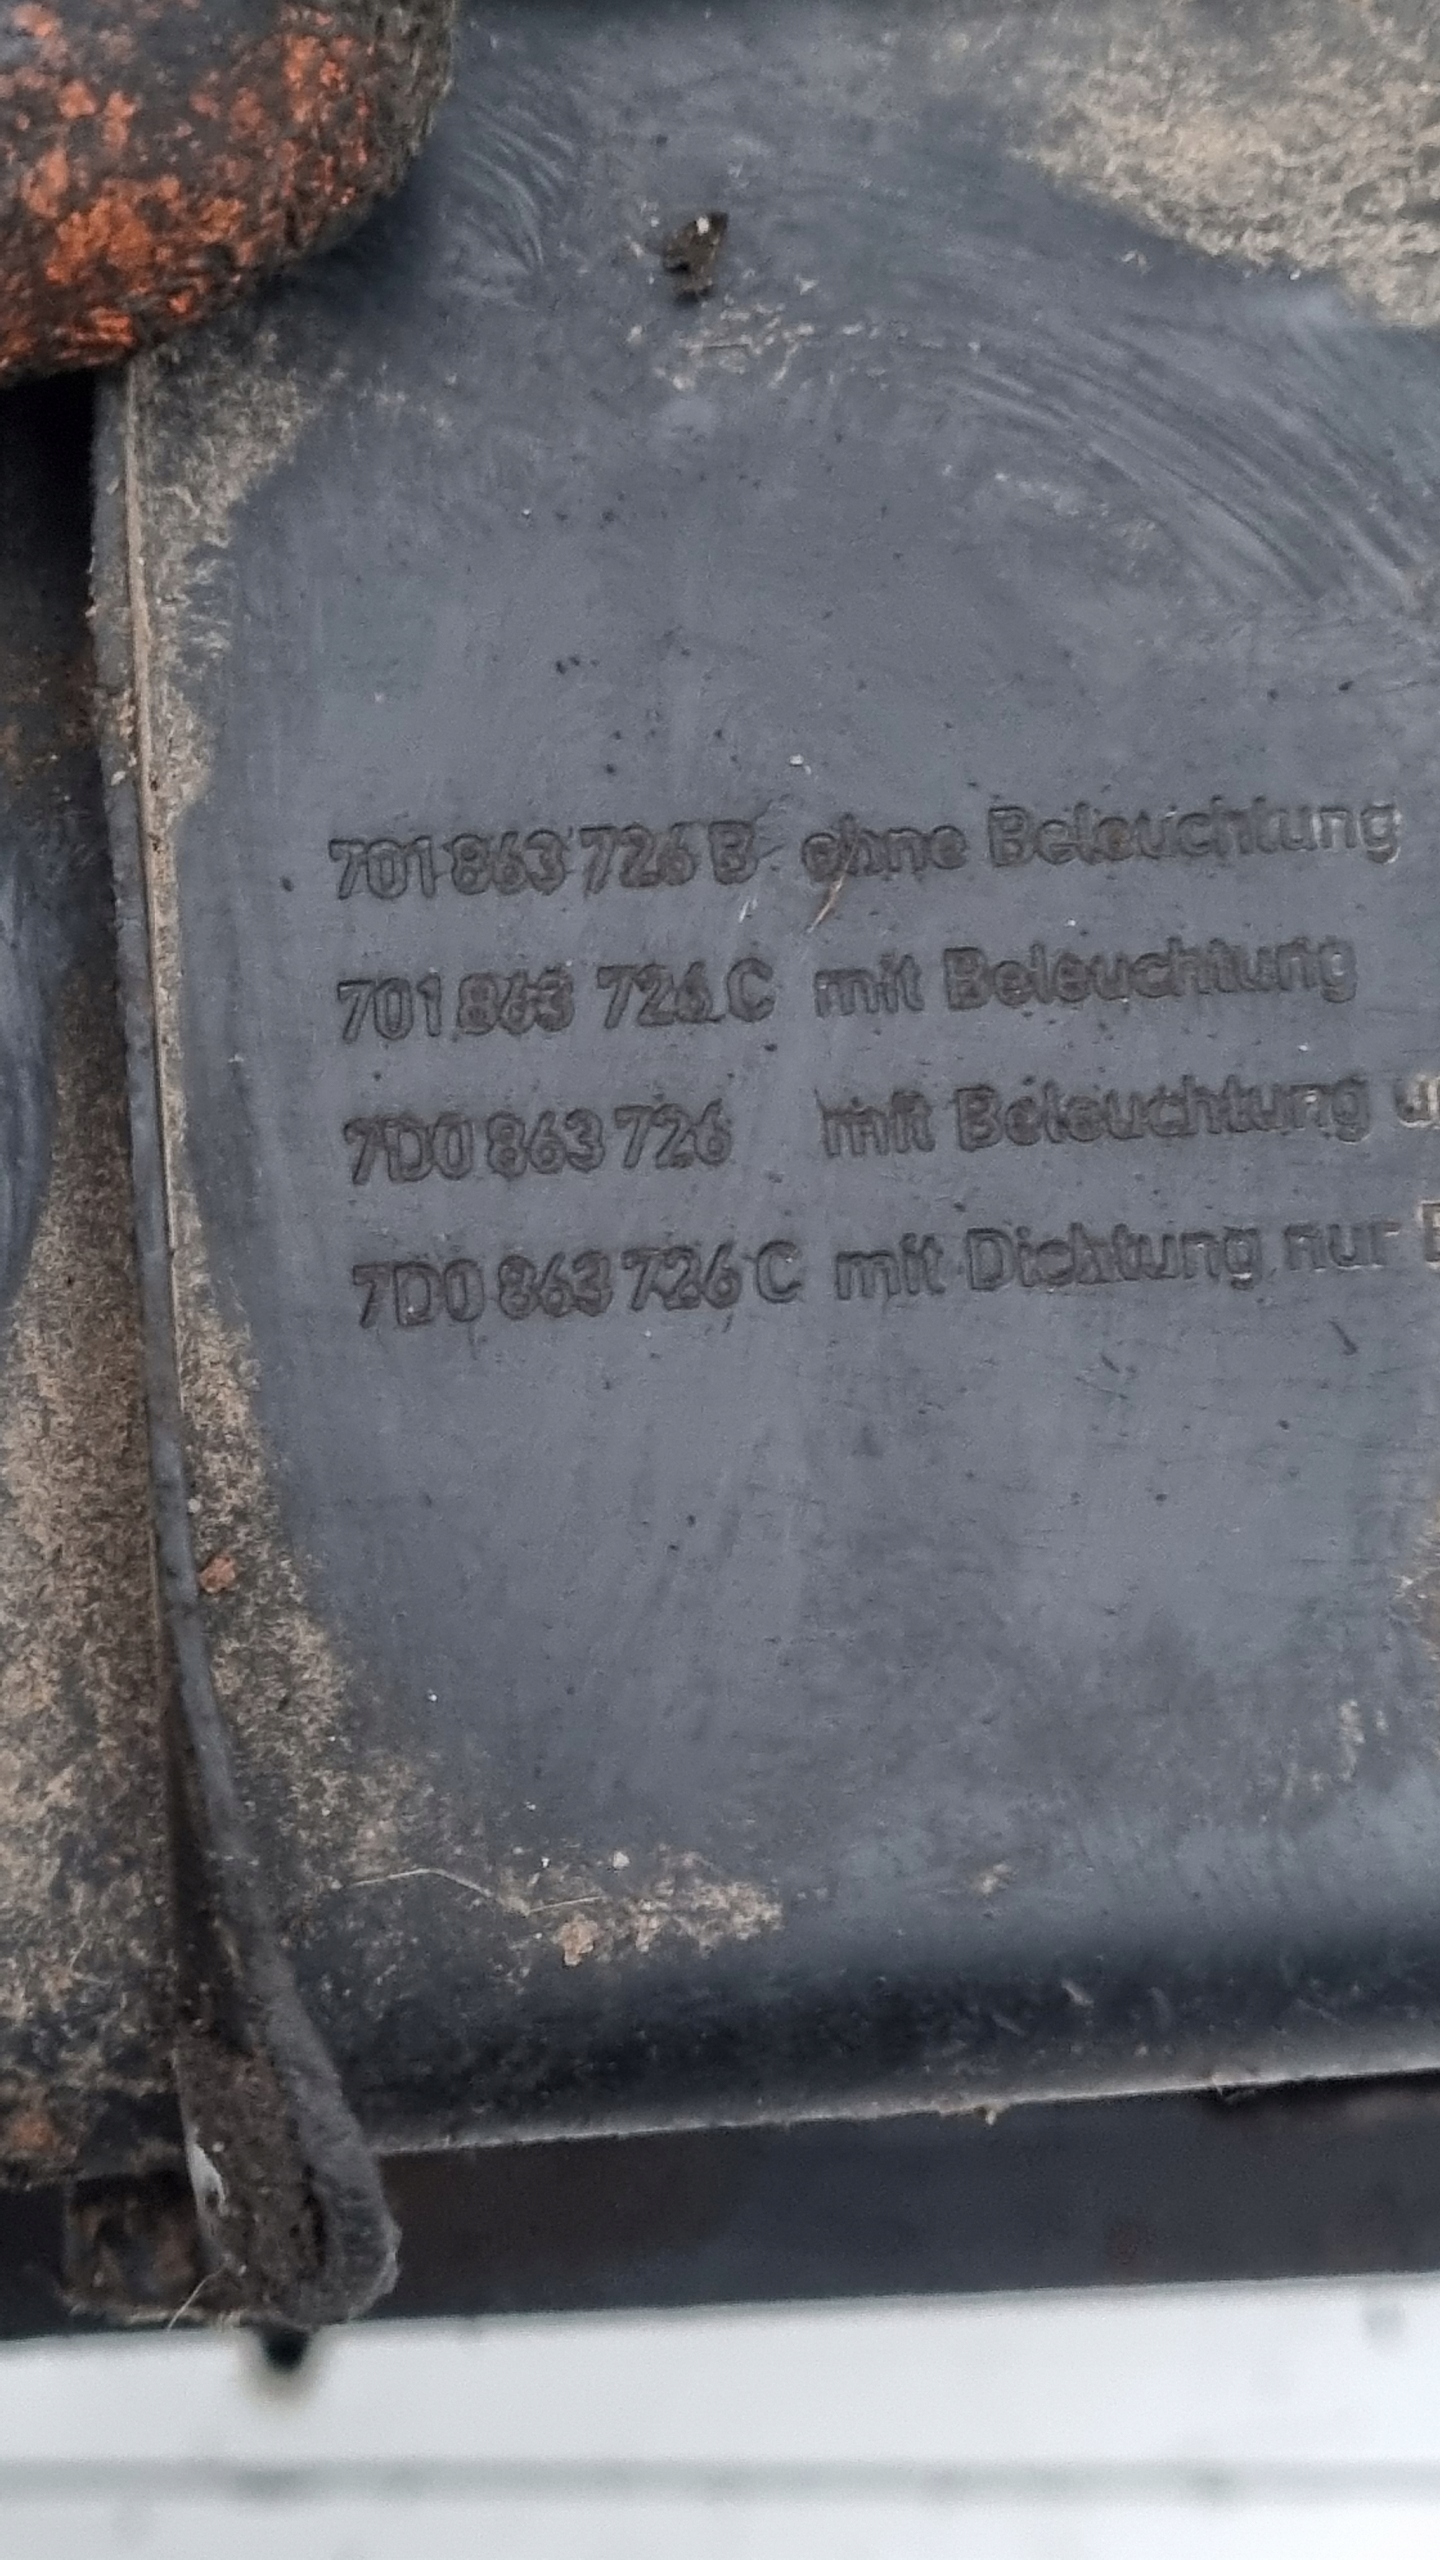 701 863 726 B ohne Beleuchtung
701 863 726 C mit Beleuchtung
7D0 863 726 mit Beleuchtung
7D0 863 726 C mit Dichtung nur